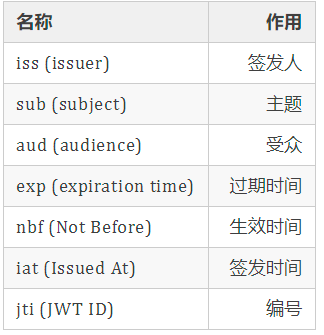 名称 作用
iss (issuer) 签发人
sub (subject) 主题
aud (audience) 受众
exp (expiration time) 过期时间
nbf (Not Before) 生效时间
iat (Issued At) 签发时间
jti (JWT ID) 编号